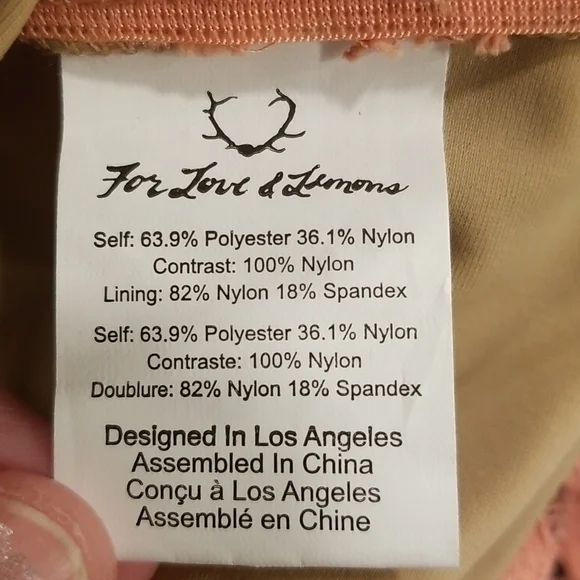 For Love & Lemons
Self: 63.9% Polyester 36.1% Nylon
Contrast: 100% Nylon
Lining: 82% Nylon 18% Spandex
Self: 63.9% Polyester 36.1% Nylon
Contraste: 100% Nylon
Doublure: 82% Nylon 18% Spandex
Designed In Los Angeles
Assembled In China
Conçu à Los Angeles
Assemblé en Chine